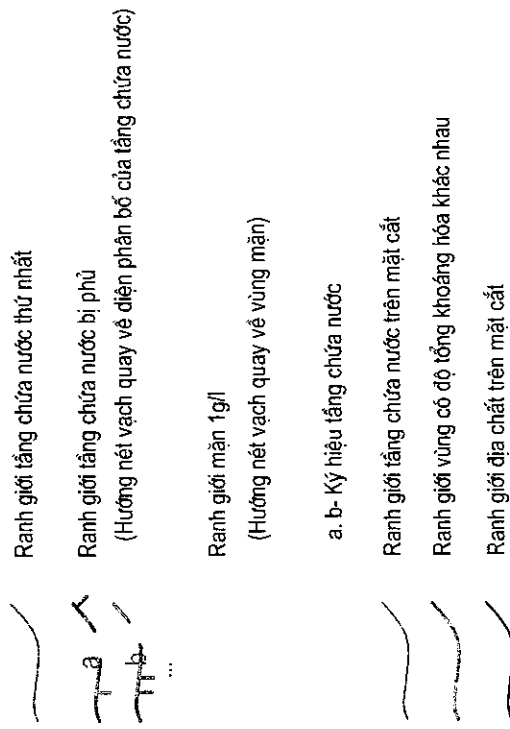 Ranh giới tầng chứa nước thứ nhất
a
Ranh giới tầng chứa nước bị phủ
(Hướng nét vạch quay về diện phân bố của tầng chứa nước)
b
...
Ranh giới mặn 1g/l
(Hướng nét vạch quay về vùng mặn)
a. b- Ký hiệu tầng chứa nước
Ranh giới tầng chứa nước trên mặt cắt
Ranh giới vùng có độ tổng khoáng hóa khác nhau
Ranh giới địa chất trên mặt cắt